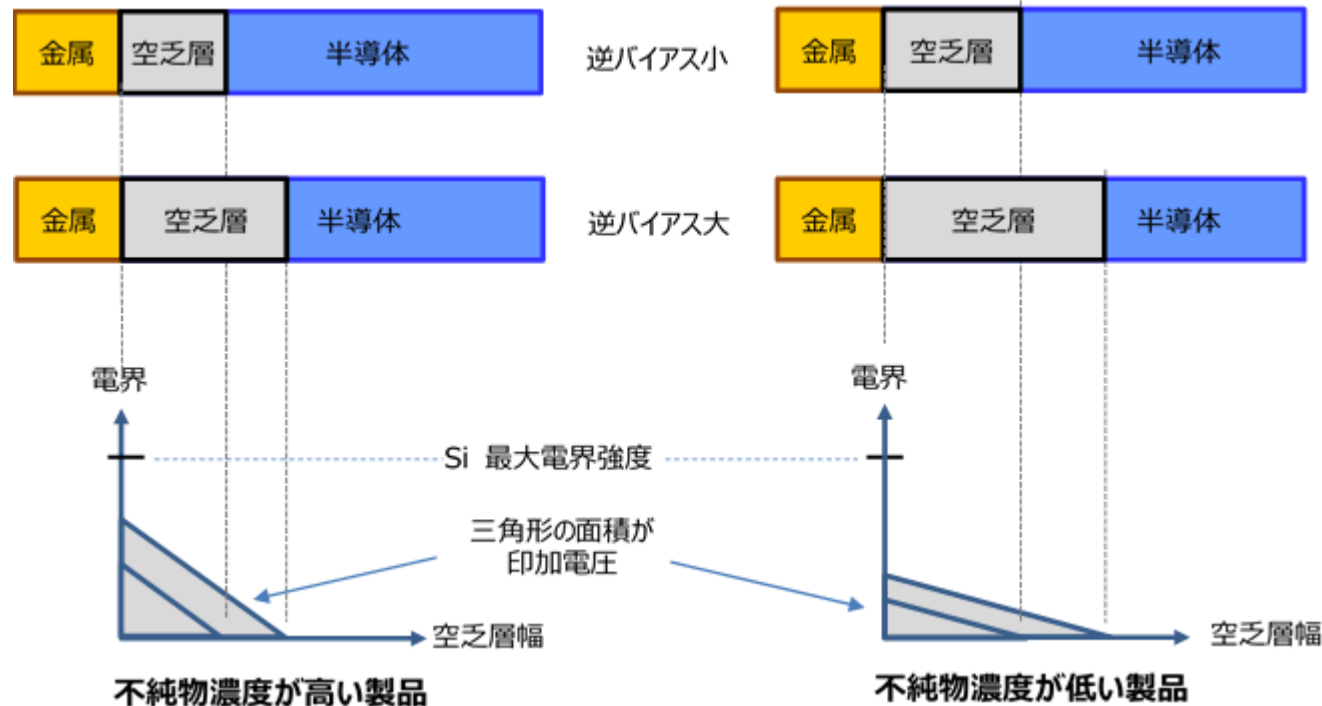 金属 空乏層 半導体 逆バイアス小 金属 空乏層 半導体
金属 空乏層 半導体 逆バイアス大 金属 空乏層 半導体
電界 電界
Si 最大電界強度
三角形の面積が
印加電圧
空乏層幅 空乏層幅
不純物濃度が高い製品 不純物濃度が低い製品